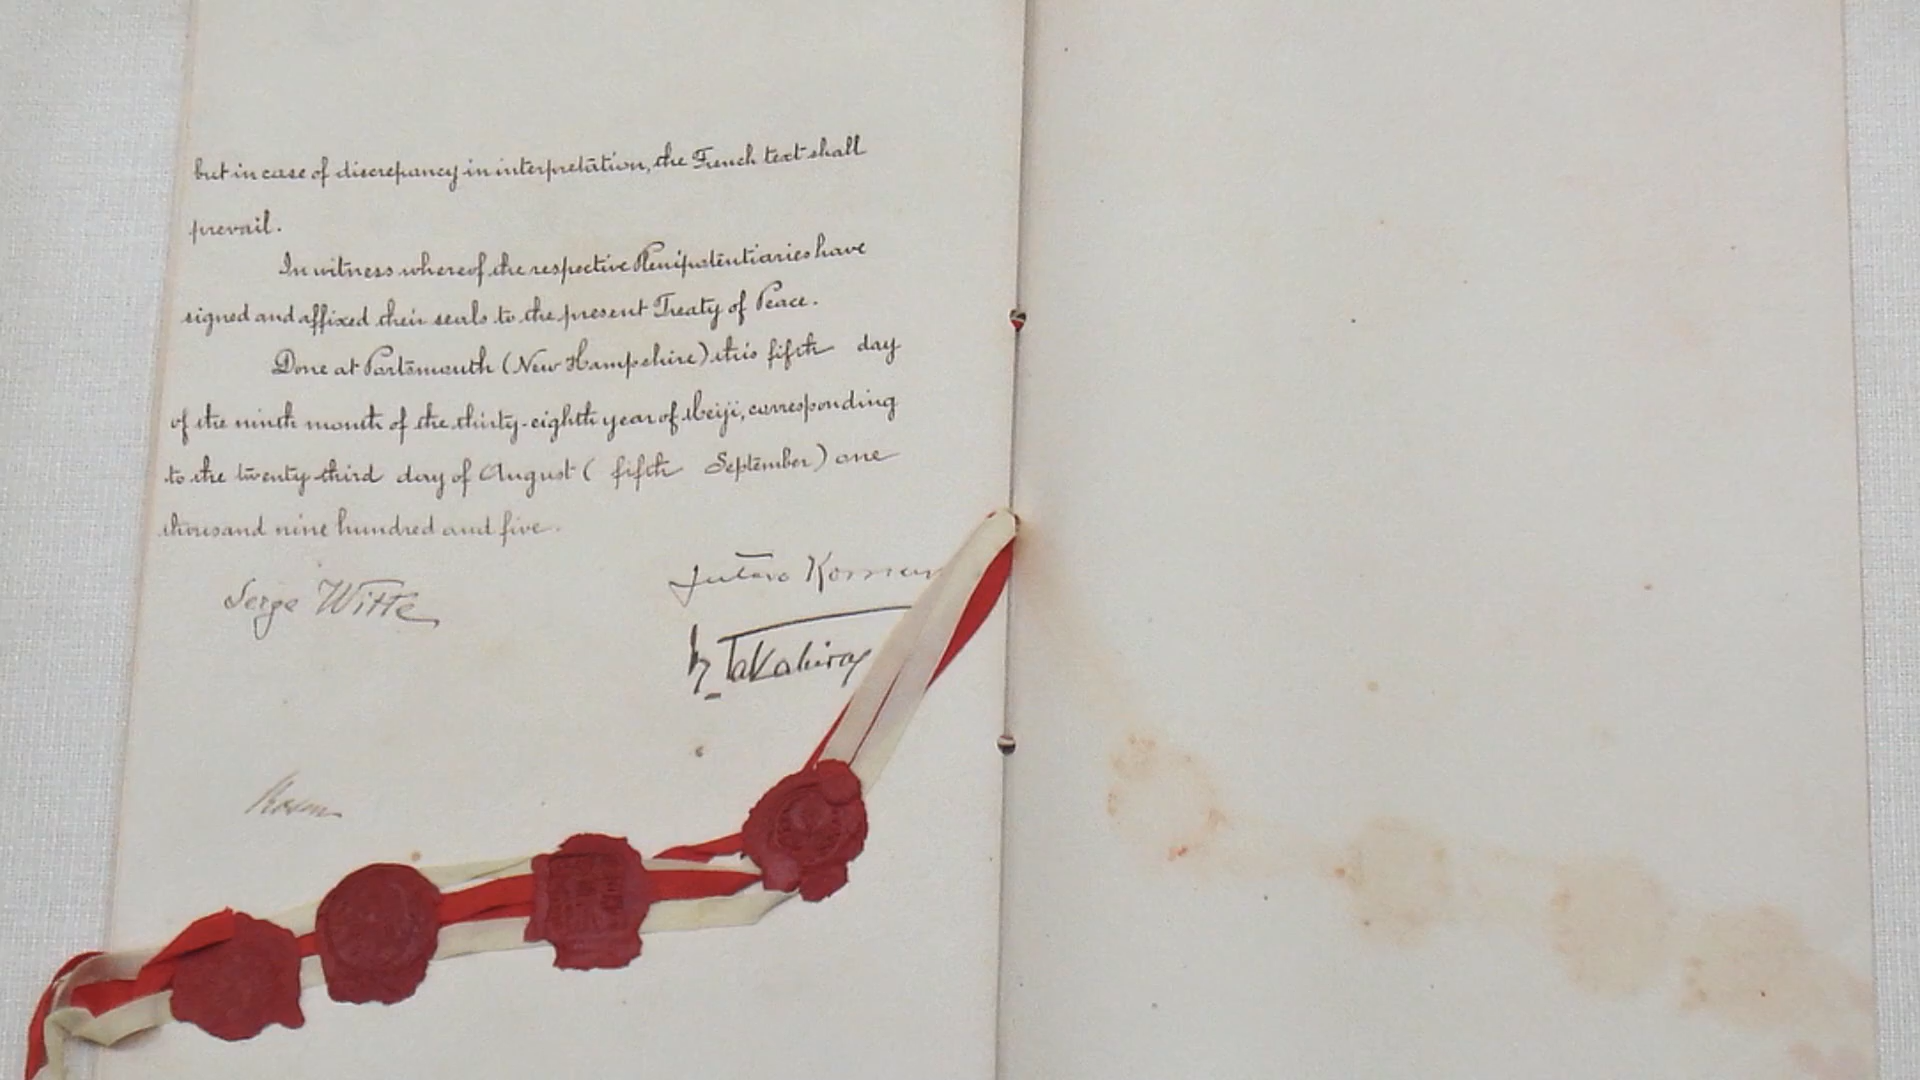 but in case of discrepancy in interpretation, the French text shall
prevail.
In witness whereof the respective Plenipotentiaries have
signed and affixed their seals to the present Treaty of Peace.
Done at Portsmouth (New Hampshire) this fifth day
of the ninth month of the thirty-eighth year of Meiji, corresponding
to the twenty third day of August ( fifth September) one
thousand nine hundred and five.
Serge Witte
Jutaro
K. Takahira
Rosen